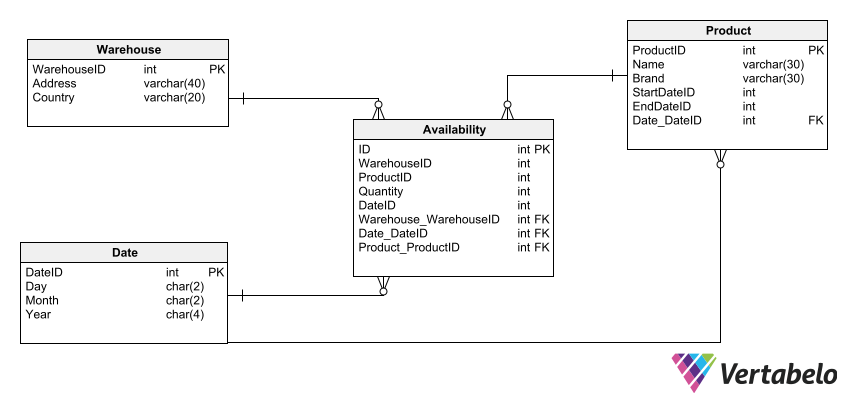 Warehouse
WarehouseID int PK
Address varchar(40)
Country varchar(20)
Product
ProductID int PK
Name varchar(30)
Brand varchar(30)
StartDateID int
EndDateID int
Date_DateID int FK
Availability
ID int PK
WarehouseID int
ProductID int
Quantity int
DateID int
Warehouse_WarehouseID int FK
Date_DateID int FK
Product_ProductID int FK
Date
DateID int PK
Day char(2)
Month char(2)
Year char(4)
Vertabelo